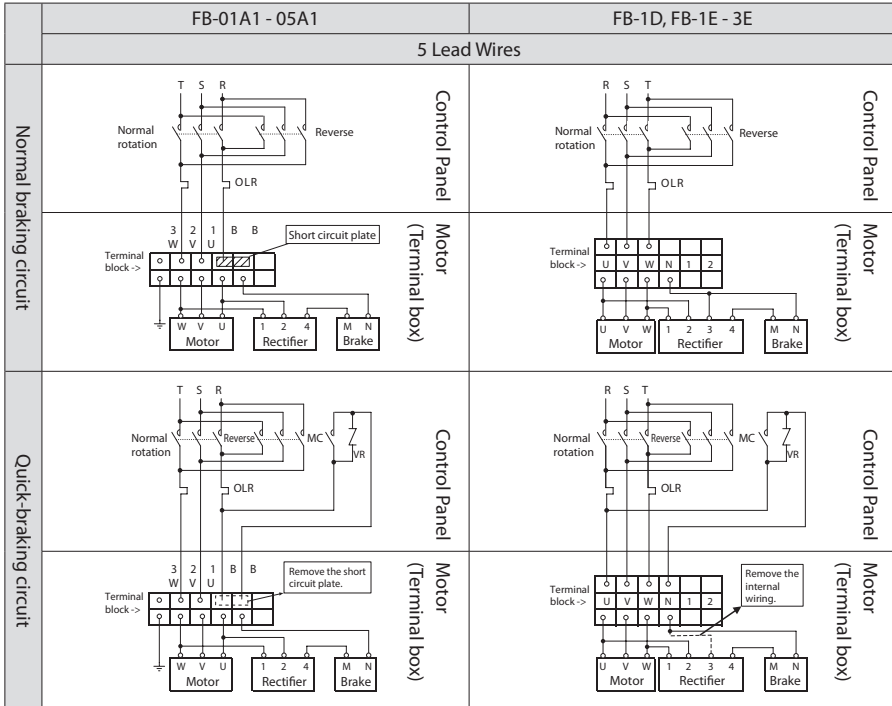 FB-01A1 - 05A1
FB-1D, FB-1E - 3E
5 Lead Wires
Normal braking circuit
T S R
Normal
rotation
Reverse
OLR
Control Panel
3 2 1 B B
W V U
Short circuit plate
Terminal
block ->
W V U 1 2 4 M N
Motor Rectifier Brake
Motor
(Terminal box)
R S T
Normal
rotation
Reverse
OLR
Control Panel
Terminal
block ->
U V W N 1 2
U V W 1 2 3 4 M N
Motor Rectifier Brake
Motor
(Terminal box)
Quick-braking circuit
T S R
Normal
rotation
Reverse
MC
VR
OLR
Control Panel
3 2 1 B B
W V U
Remove the short
circuit plate.
Terminal
block ->
W V U 1 2 4 M N
Motor Rectifier Brake
Motor
(Terminal box)
R S T
Normal
rotation
Reverse
MC
VR
OLR
Control Panel
Terminal
block ->
U V W N 1 2
Remove the
internal
wiring.
U V W 1 2 3 4 M N
Motor Rectifier Brake
Motor
(Terminal box)